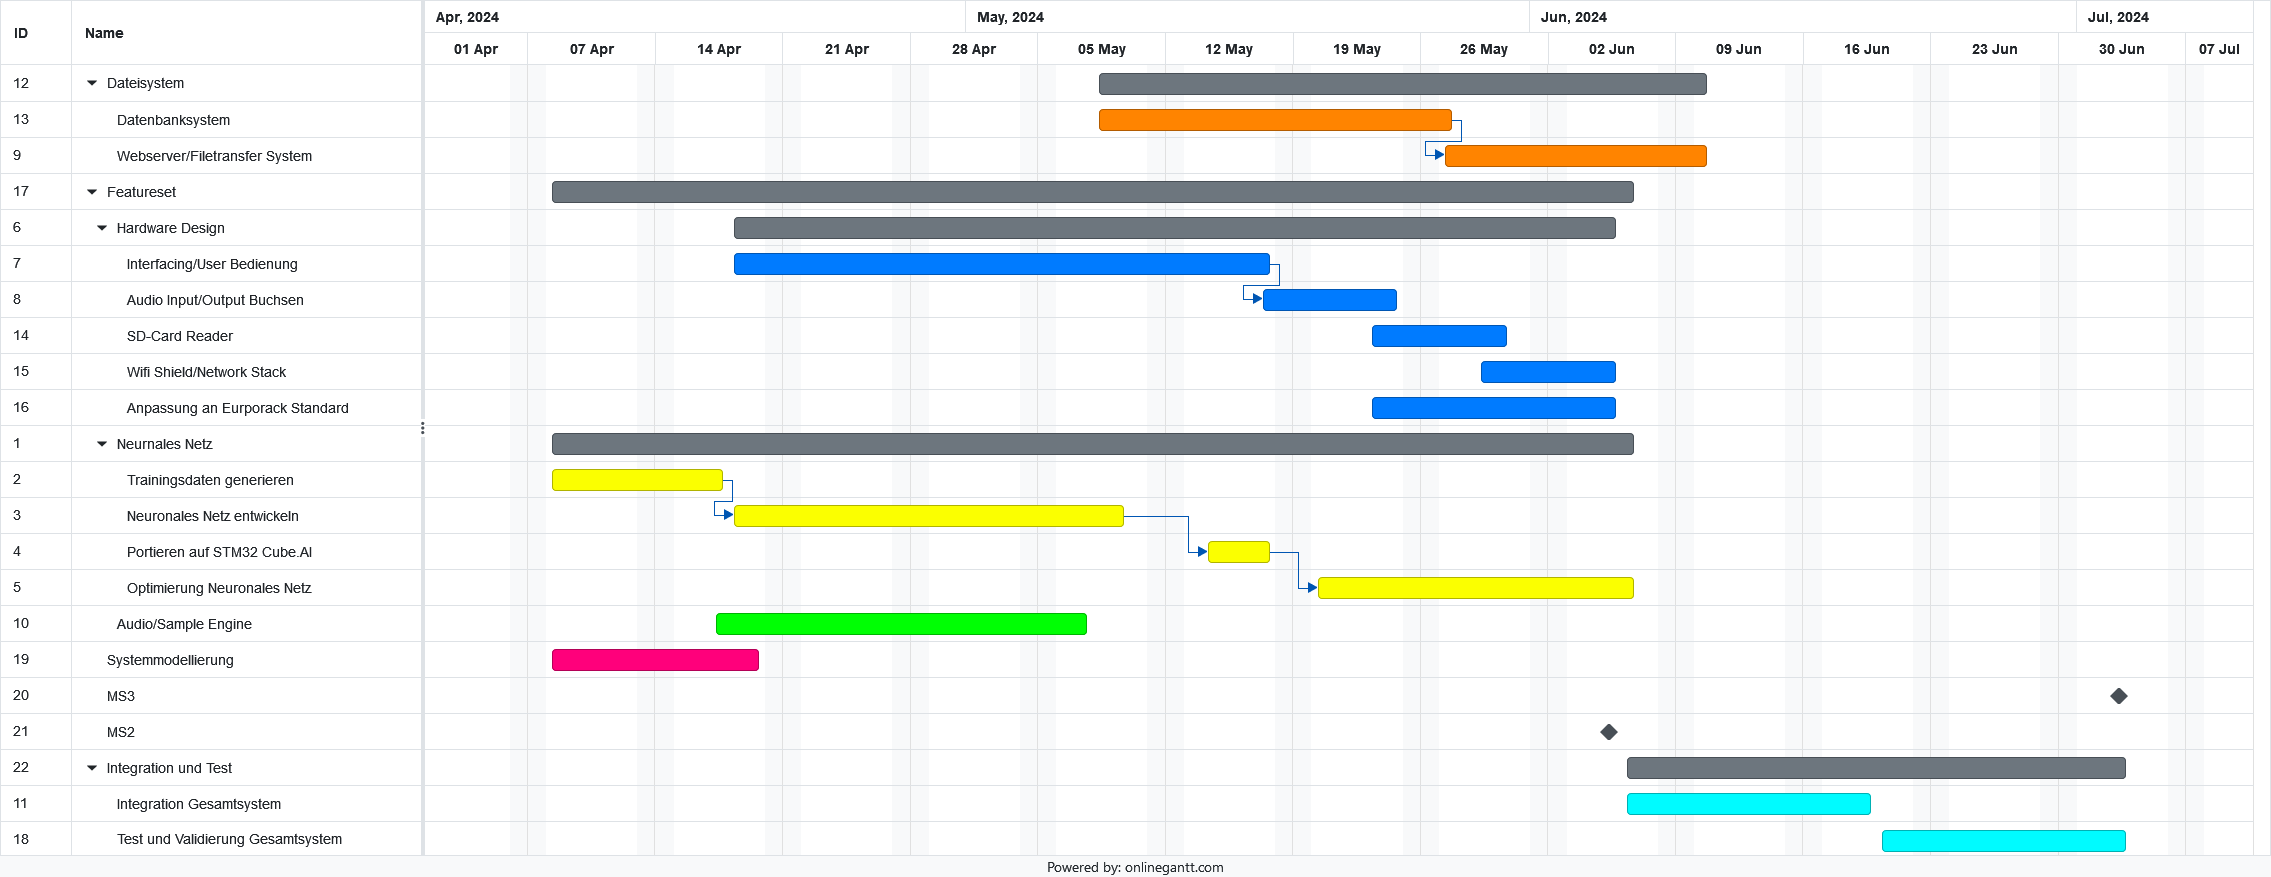 ID Name Apr, 2024 May, 2024 Jun, 2024 Jul, 2024
01 Apr 07 Apr 14 Apr 21 Apr 28 Apr 05 May 12 May 19 May 26 May 02 Jun 09 Jun 16 Jun 23 Jun 30 Jun 07 Jul
12 Dateisystem
13 Datenbanksystem
9 Webserver/Filetransfer System
17 Featureset
6 Hardware Design
7 Interfacing/User Bedienung
8 Audio Input/Output Buchsen
14 SD-Card Reader
15 Wifi Shield/Network Stack
16 Anpassung an Eurporack Standard
1 Neurnales Netz
2 Trainingsdaten generieren
3 Neuronales Netz entwickeln
4 Portieren auf STM32 Cube.AI
5 Optimierung Neuronales Netz
10 Audio/Sample Engine
19 Systemmodellierung
20 MS3
21 MS2
22 Integration und Test
11 Integration Gesamtsystem
18 Test und Validierung Gesamtsystem
Powered by: onlinegantt.com